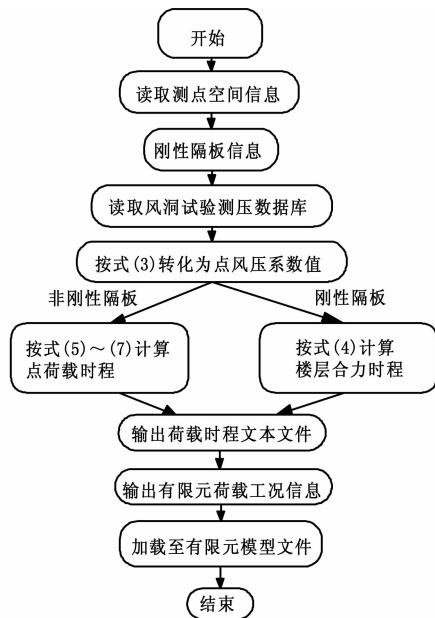 开始
读取测点空间信息
刚性隔板信息
读取风洞试验测压数据库
按式(3)转化为点风压系数值
非刚性隔板
刚性隔板
按式(5)～(7)计算
点荷载时程
按式(4)计算
楼层合力时程
输出荷载时程文本文件
输出有限元荷载工况信息
加载至有限元模型文件
结束